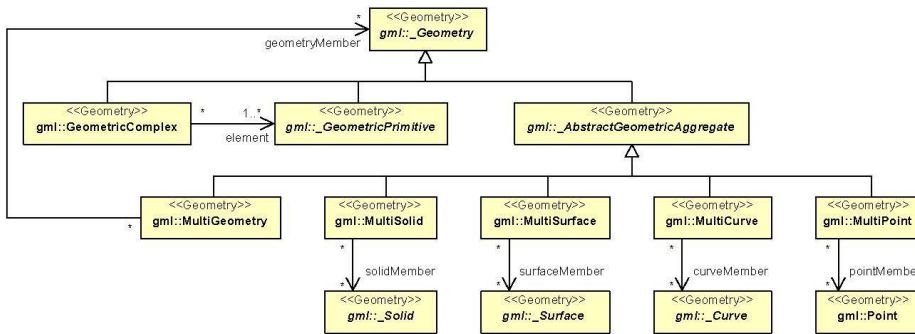 <<Geometry>>
gml::_Geometry
*
geometryMember
<<Geometry>>
gml::GeometricComplex
*
1..*
element
<<Geometry>>
gml::_GeometricPrimitive
<<Geometry>>
gml::_AbstractGeometricAggregate
<<Geometry>>
gml::MultiGeometry
*
<<Geometry>>
gml::MultiSolid
<<Geometry>>
gml::MultiSurface
<<Geometry>>
gml::MultiCurve
<<Geometry>>
gml::MultiPoint
*
solidMember
*
*
surfaceMember
*
*
curveMember
*
*
pointMember
*
<<Geometry>>
gml::_Solid
<<Geometry>>
gml::_Surface
<<Geometry>>
gml::_Curve
<<Geometry>>
gml::Point